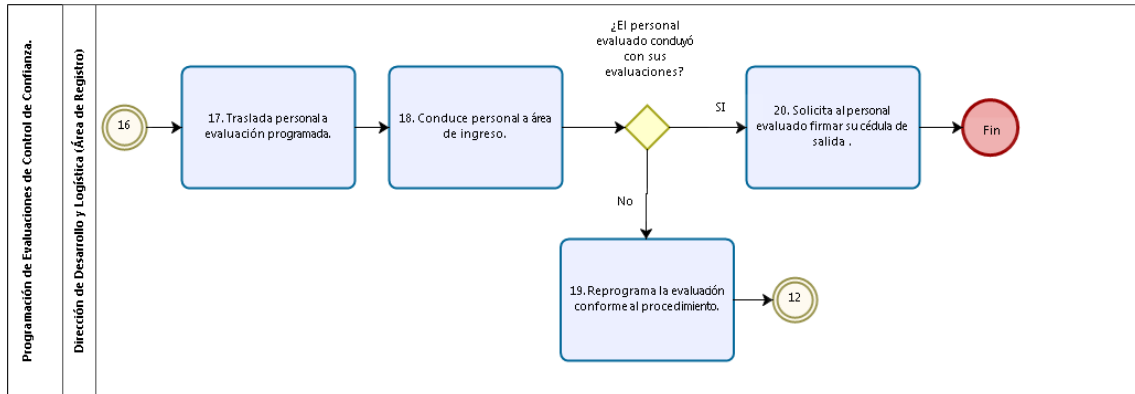 Programación de Evaluaciones de Control de Confianza.
Dirección de Desarrollo y Logística (Área de Registro)
16
17. Traslada personal a
evaluación programada.
18. Conduce personal a área
de ingreso.
¿El personal
evaluado conduyó
con sus
evaluaciones?
SI
20. Solicita al personal
evaluado firmar su cédula de
salida .
Fin
No
19. Reprograma la evaluación
conforme al procedimiento.
12